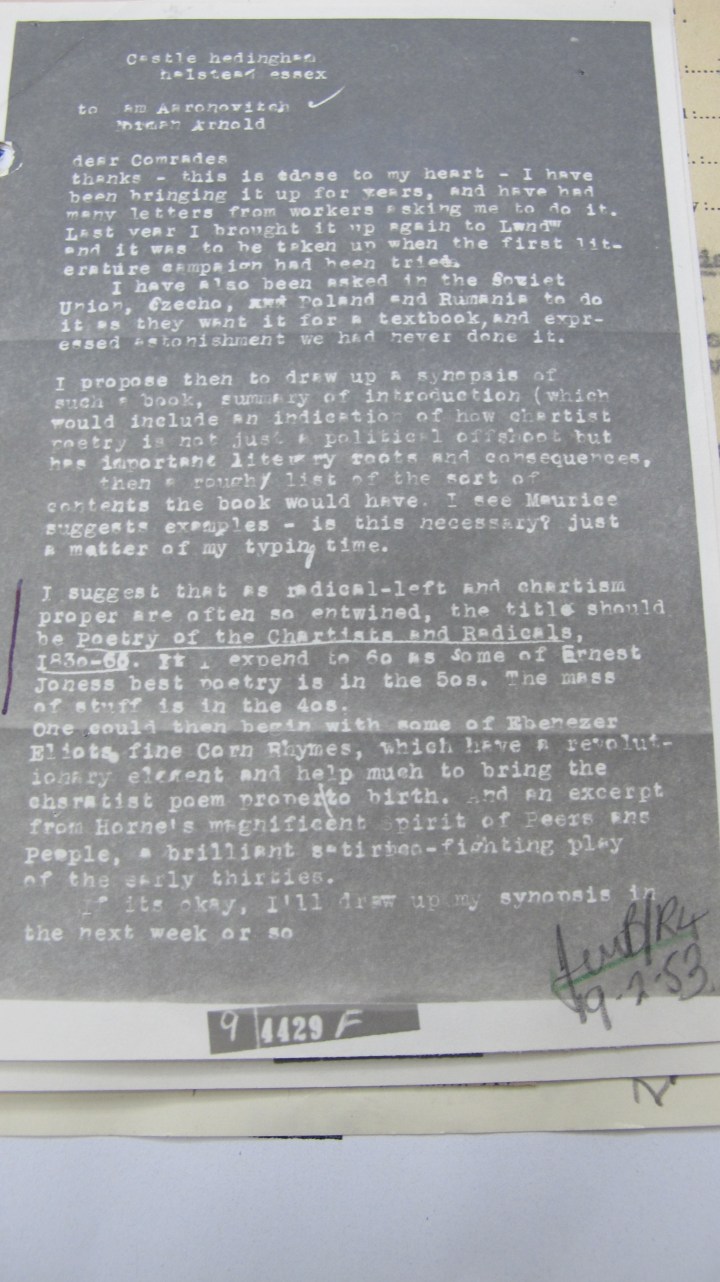 Castle hedingham
halstead essex
to am Aaronovitch
Arnold
dear Comrades
thanks - this is close to my heart - I have
been bringing it up for years, and have had
many letters from workers asking me to do it.
Last year I brought it up again to L and W
and it was to be taken up when the first lit-
erature campaign had been tried.
I have also been asked in the Soviet
Union, Czecho, and Poland and Rumania to do
it as they want it for a textbook, and expr-
essed astonishment we had never done it.
I propose then to draw up a synopsis of
such a book, summary of introduction (which
would include an indication of how chartist
poetry is not just a political offshoot but
has important literary roots and consequences,
then a rough/ list of the sort of
contents the book would have. I see Maurice
suggests examples - is this necessary? just
a matter of my typing time.
I suggest that as radical-left and chartism
proper are often so entwined, the title should
be Poetry of the Chartists and Radicals,
1830-60. I expend to 60 as some of Ernest
Joness best poetry is in the 50s. The mass
of stuff is in the 40s.
One could then begin with some of Ebenezer
Eliots fine Corn Rhymes, which have a revolut-
ionary element and help much to bring the
charatist poem proper to birth. And an excerpt
from Horne's magnificent Spirit of Peers ans
People, a brilliant play
of the early thirties.
If its okay, I'll draw up my synopsis in
the next week or so
9-2-53
9 4429 F